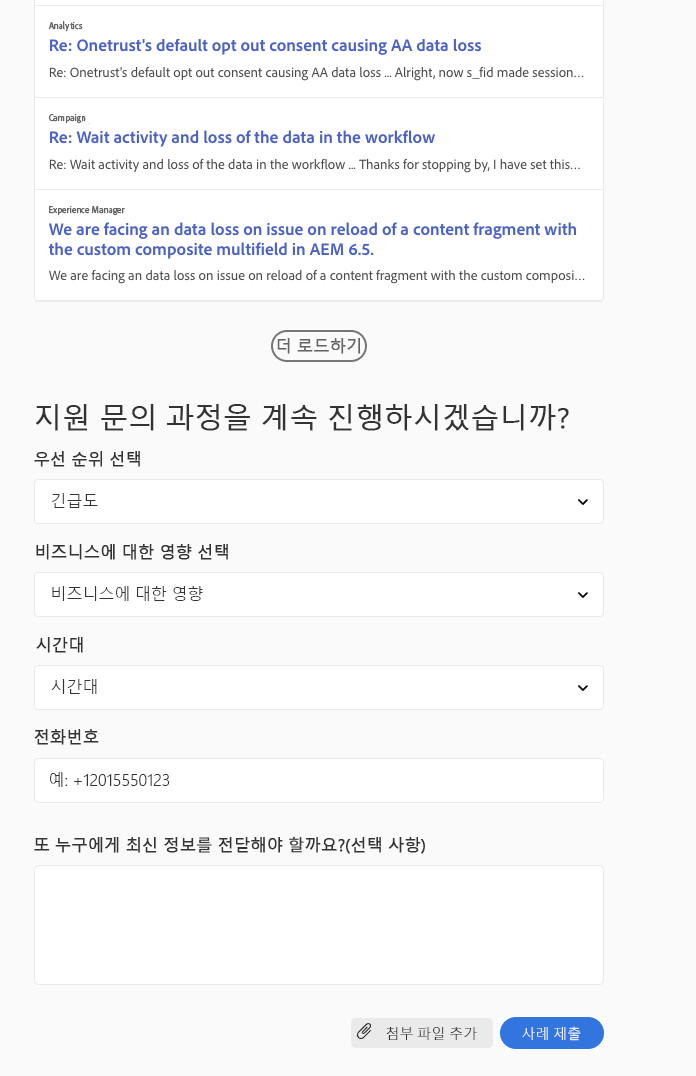 Analytics
Re: Onetrust's default opt out consent causing AA data loss
Re: Onetrust's default opt out consent causing AA data loss ... Alright, now s_fid made session...
Campaign
Re: Wait activity and loss of the data in the workflow
Re: Wait activity and loss of the data in the workflow ... Thanks for stopping by, I have set this...
Experience Manager
We are facing an data loss on issue on reload of a content fragment with
the custom composite multifield in AEM 6.5.
We are facing an data loss on issue on reload of a content fragment with the custom composi...
더 로드하기
지원 문의 과정을 계속 진행하시겠습니까?
우선 순위 선택
긴급도
비즈니스에 대한 영향 선택
비즈니스에 대한 영향
시간대
시간대
전화번호
예: +12015550123
또 누구에게 최신 정보를 전달해야 할까요?(선택 사항)
첨부 파일 추가
사례 제출